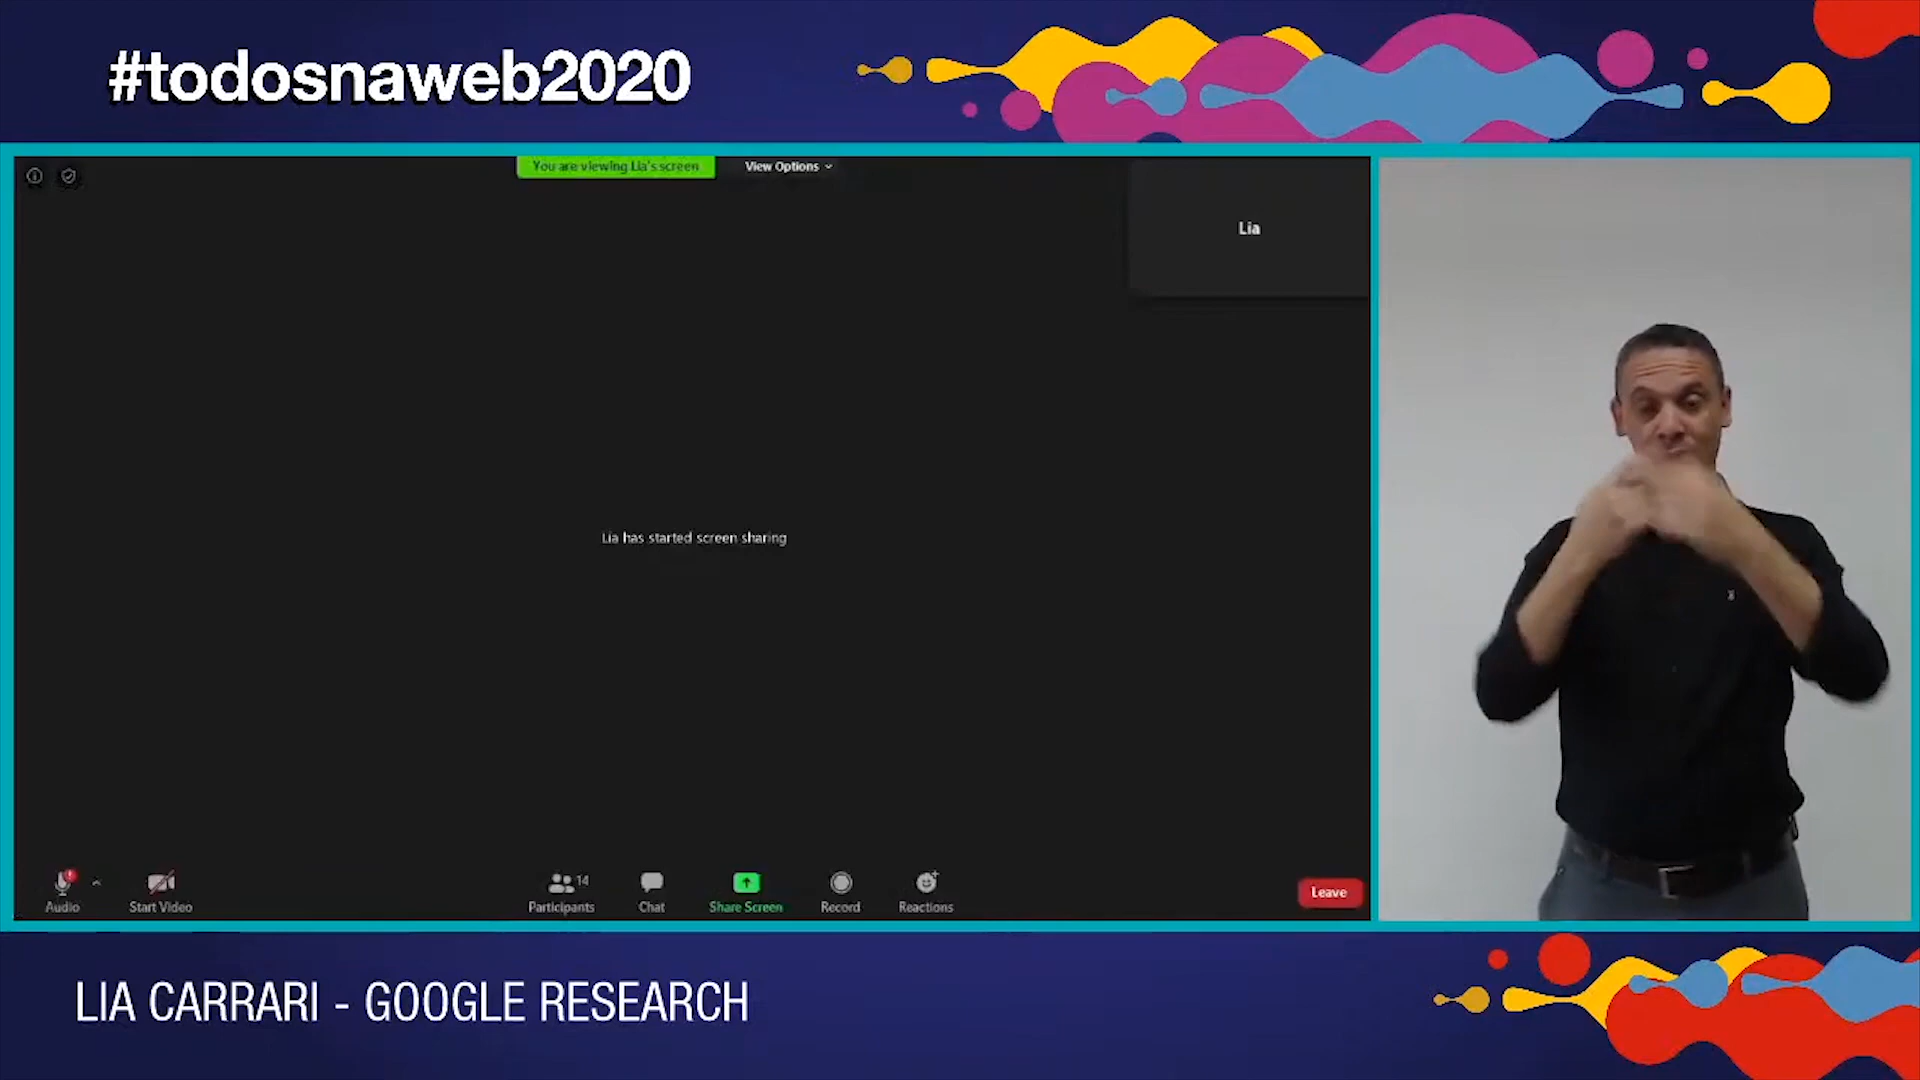 #todosnaweb2020
You are viewing Lia's screen
View Options
Lia
Lia has started screen sharing
Audio
Start Video
14
Participants
Chat
Share Screen
Record
Reactions
Leave
LIA CARRARI - GOOGLE RESEARCH